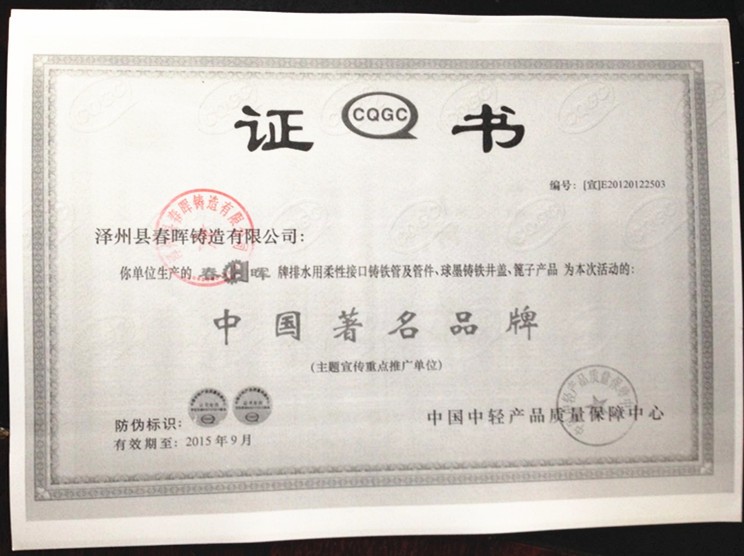 证 CQGC 书
编号：[宣]E20120122503
泽州县春晖铸造有限公司：
你单位生产的 春晖 牌排水用柔性接口铸铁管及管件、球墨铸铁井盖、篦子产品 为本次活动的：
中国著名品牌
（主题宣传重点推广单位）
防伪标识：
中国中轻产品质量保障中心
有效期至：2015年9月